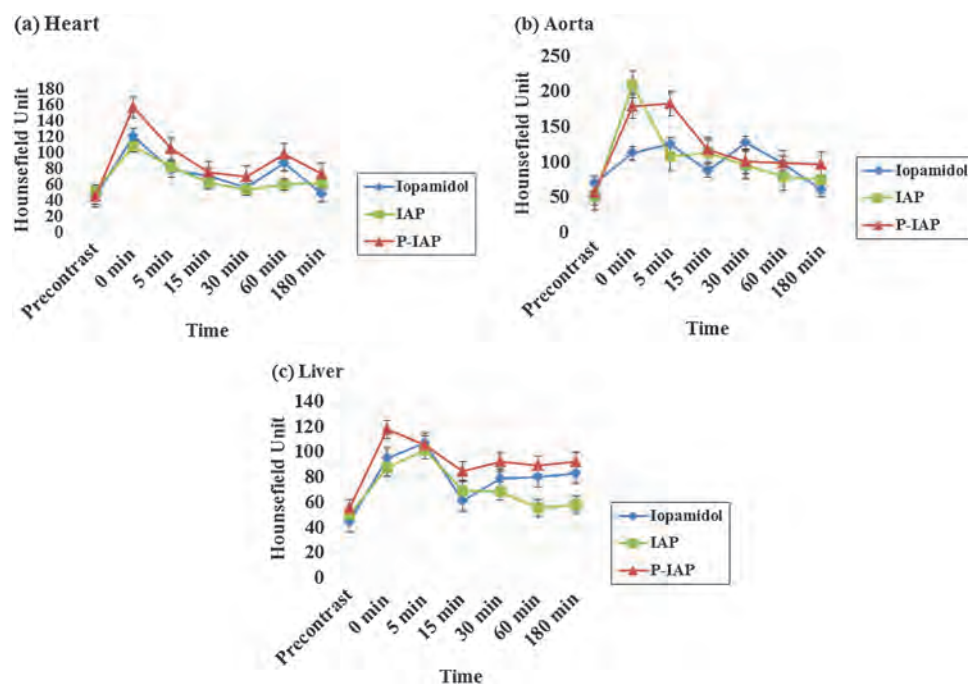 (a) Heart
Hounsefield Unit
180
160
140
120
100
80
60
40
20
0
Precontrast
0 min
5 min
15 min
30 min
60 min
180 min
Time
Iopamidol
IAP
P-IAP
(b) Aorta
Hounsefield Unit
250
200
150
100
50
0
Precontrast
0 min
5 min
15 min
30 min
60 min
180 min
Time
Iopamidol
IAP
P-IAP
(c) Liver
Hounsefield Unit
140
120
100
80
60
40
20
0
Precontrast
0 min
5 min
15 min
30 min
60 min
180 min
Time
Iopamidol
IAP
P-IAP